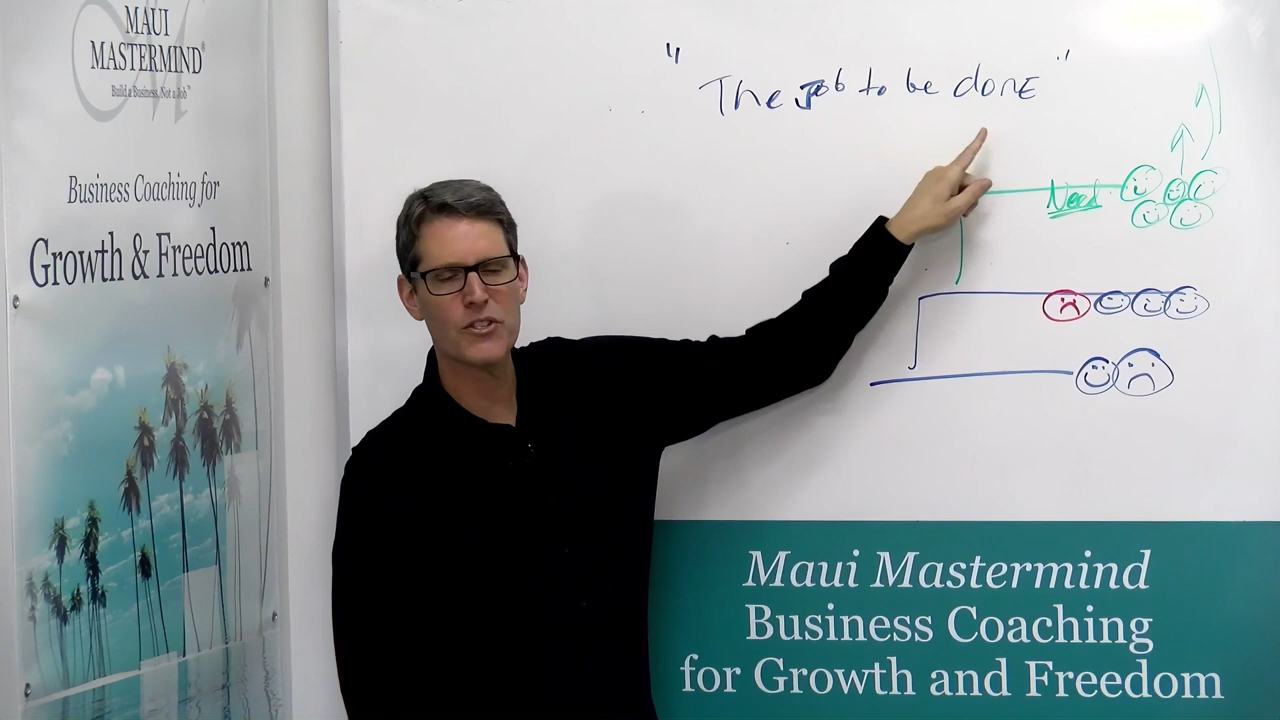 MAUI
MASTERMIND®
Build a Business, Not a Job™
Business Coaching for
Growth & Freedom
"The Job to be done"
Need
Maui Mastermind
Business Coaching
for Growth and Freedom